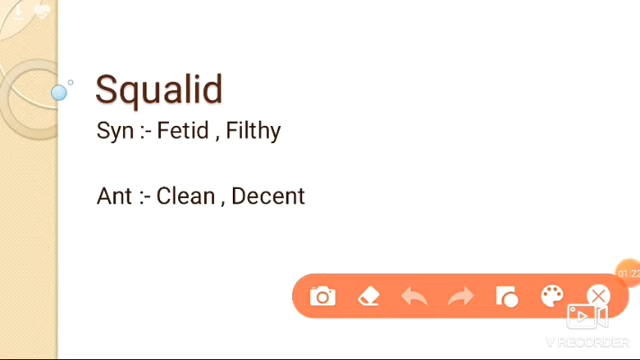 Squalid
Syn :- Fetid , Filthy
Ant :- Clean , Decent
01:22
V RECORDER